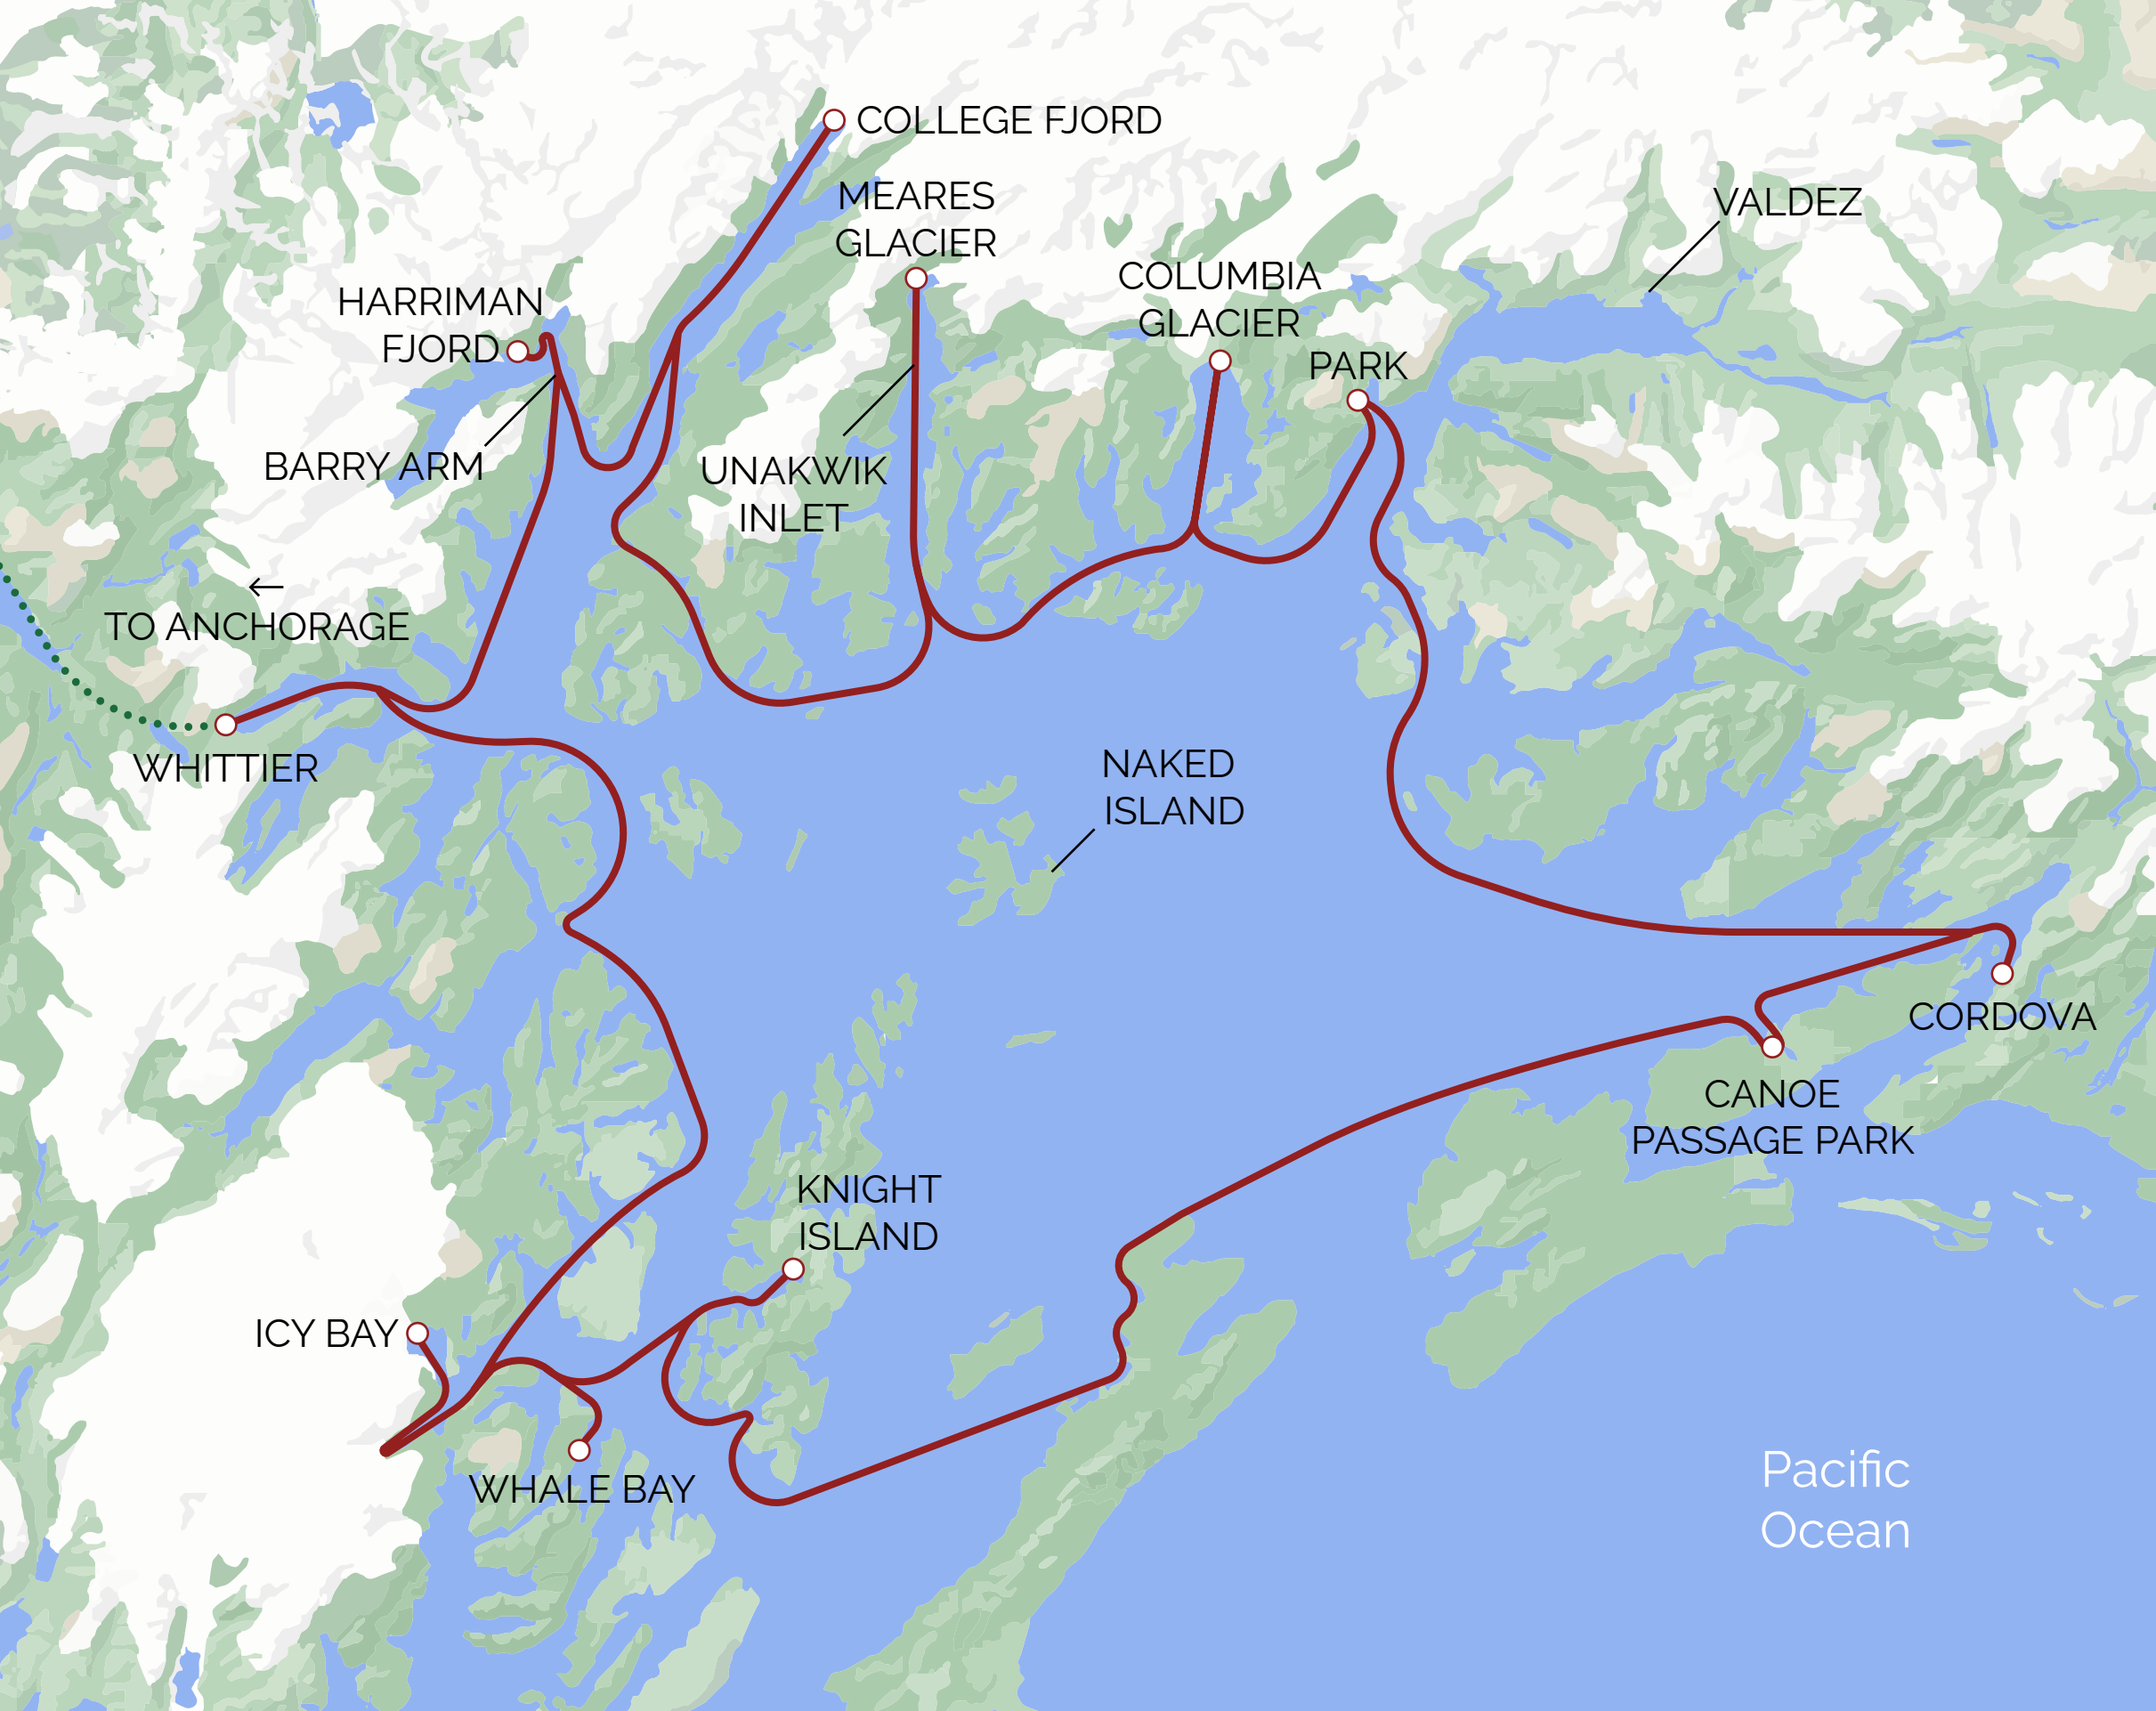 COLLEGE FJORD
MEARES
GLACIER
VALDEZ
COLUMBIA
GLACIER
HARRIMAN
FJORD
PARK
BARRY ARM
UNAKWIK
INLET
←
TO ANCHORAGE
WHITTIER
NAKED
ISLAND
CORDOVA
CANOE
PASSAGE PARK
KNIGHT
ISLAND
ICY BAY
WHALE BAY
Pacific
Ocean